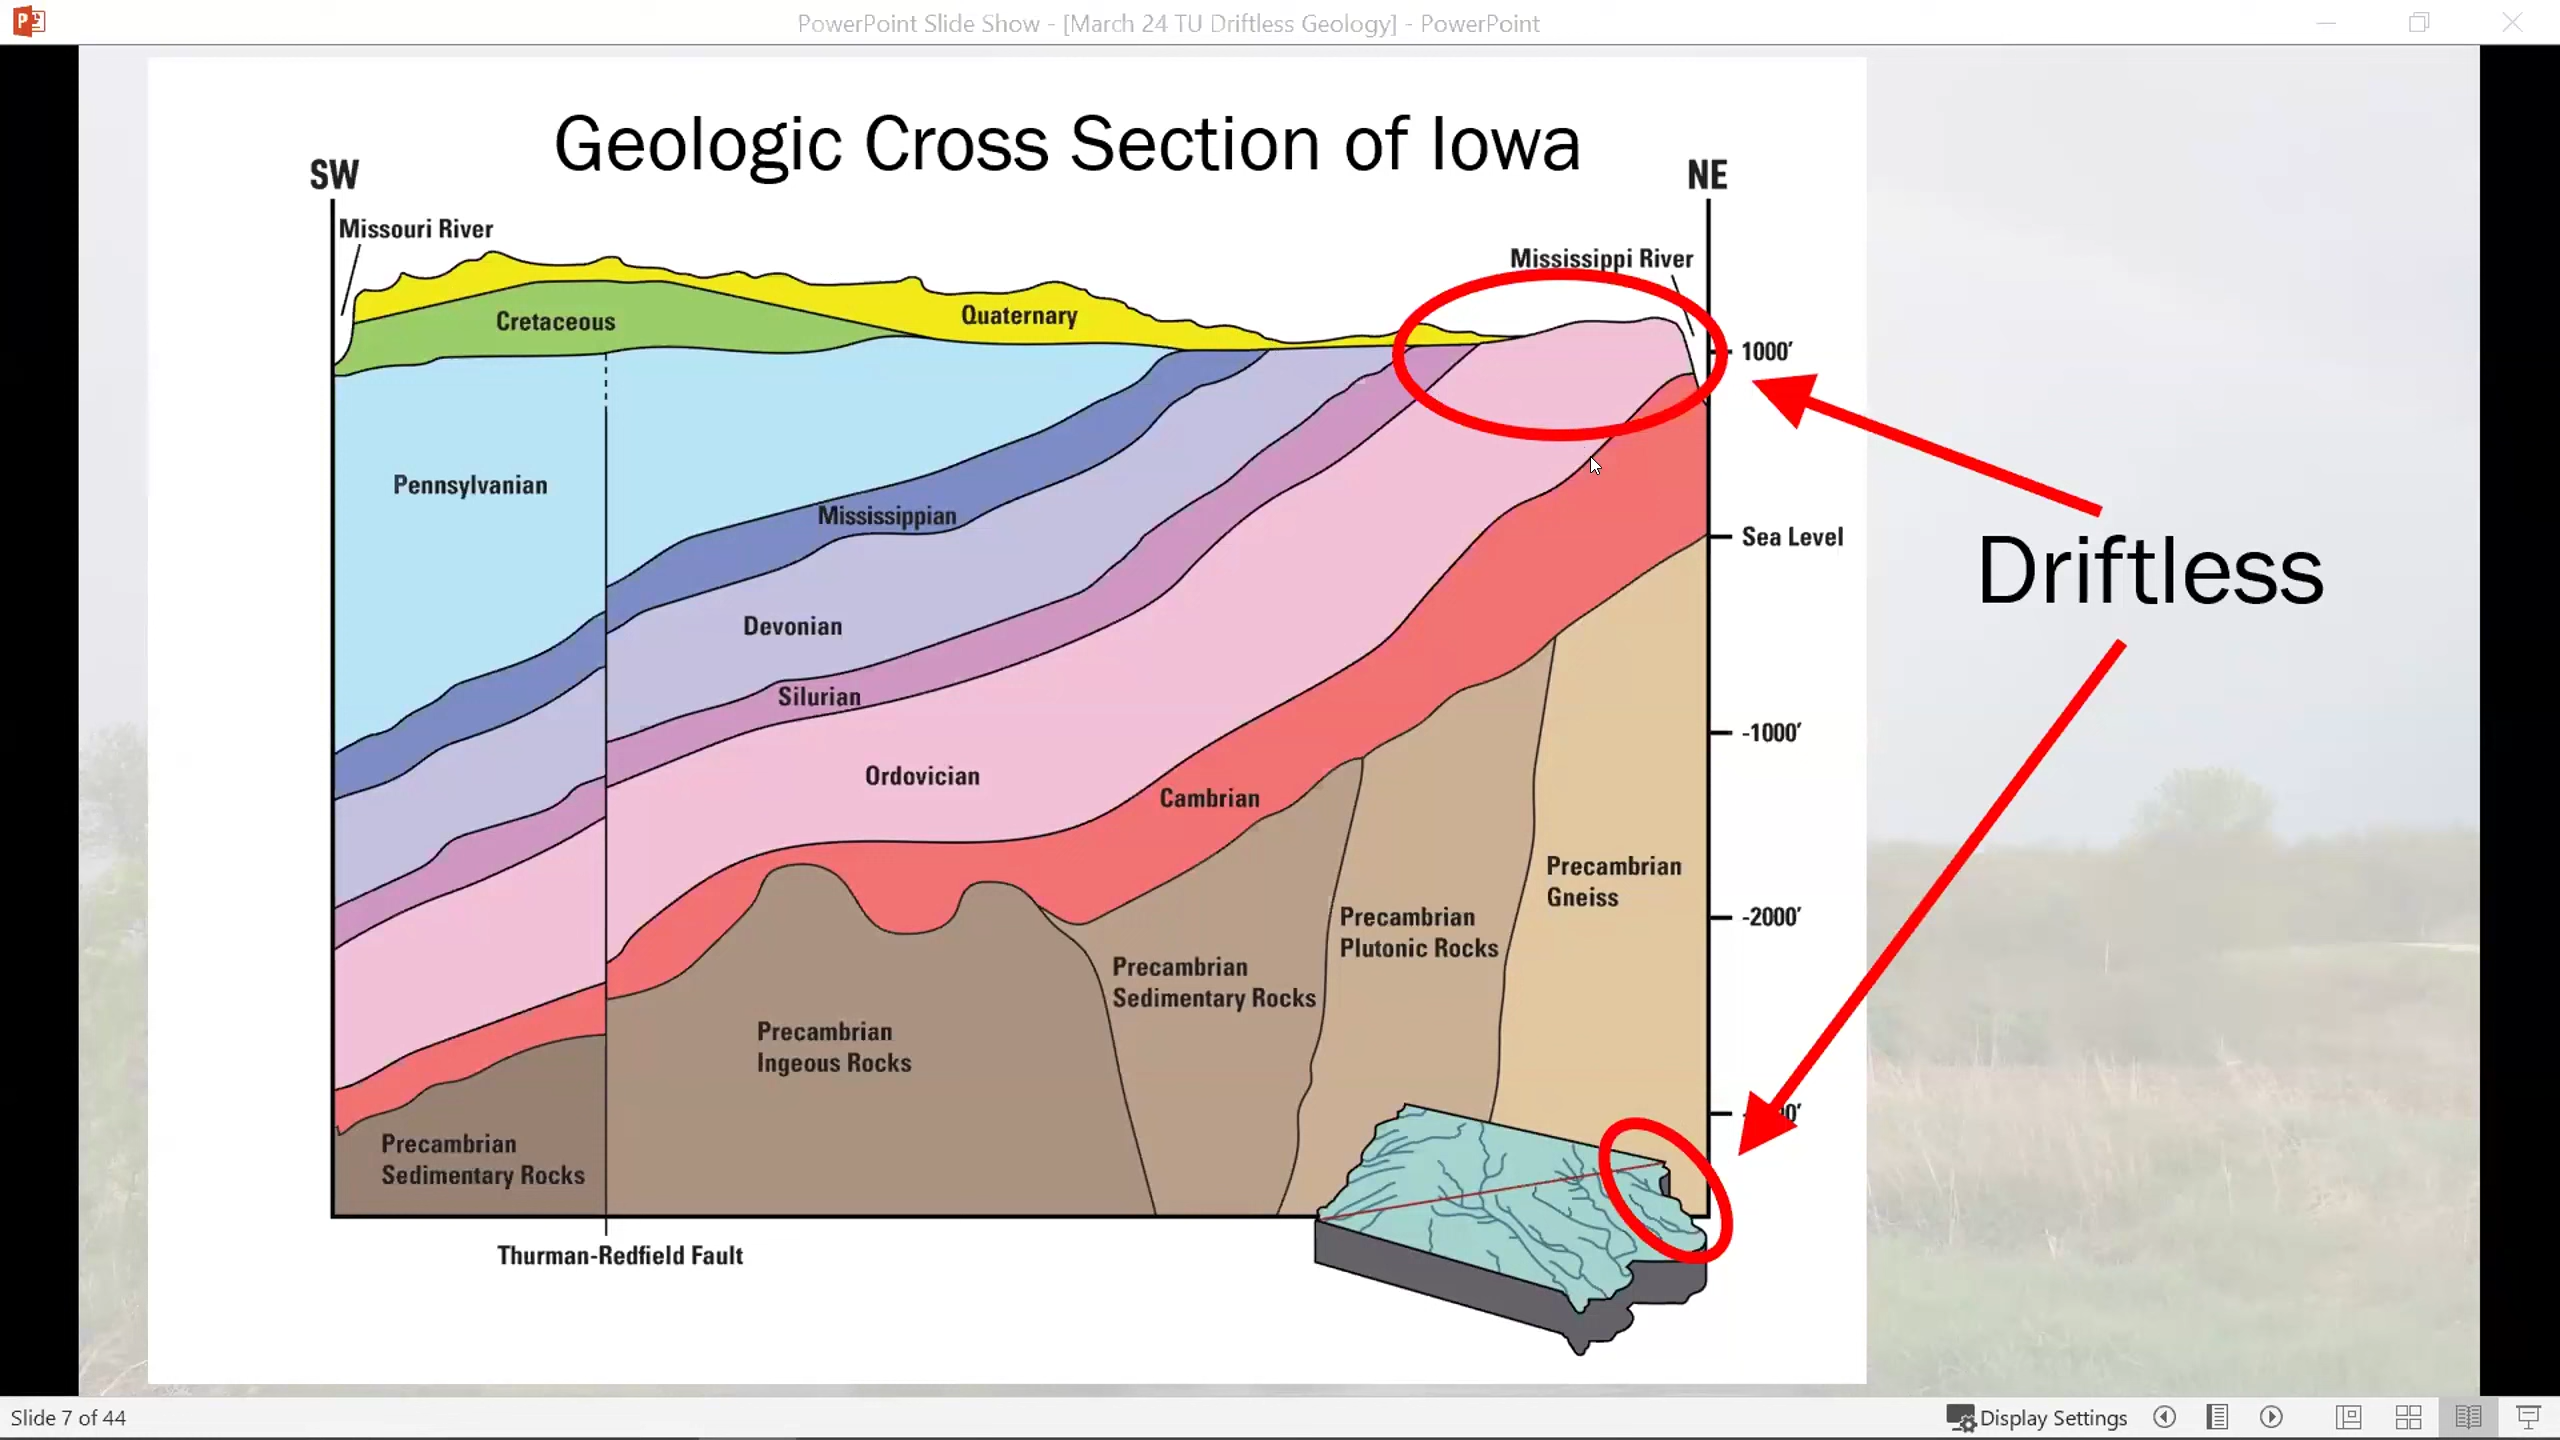 PowerPoint Slide Show - [March 24 TU Driftless Geology] - PowerPoint
Geologic Cross Section of Iowa
SW
NE
Missouri River
Mississippi River
Quaternary
Cretaceous
1000'
Pennsylvanian
Mississippian
Sea Level
Driftless
Devonian
Silurian
-1000'
Ordovician
Cambrian
Precambrian
Gneiss
Precambrian
Plutonic Rocks
-2000'
Precambrian
Sedimentary Rocks
Precambrian
Ingeous Rocks
Precambrian
Sedimentary Rocks
Thurman-Redfield Fault
Slide 7 of 44
Display Settings